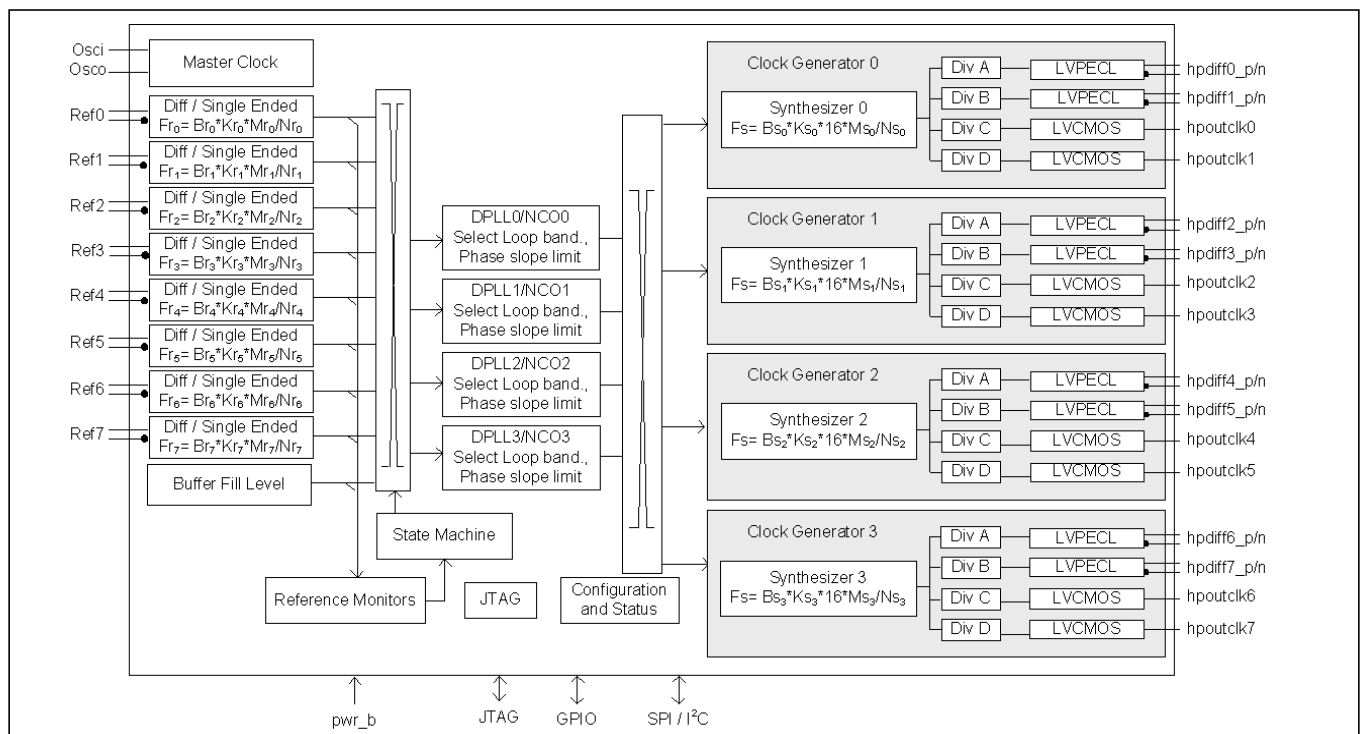 Osci
Osco
Master Clock
Ref0
Diff / Single Ended
Fr₀= Br₀*Kr₀*Mr₀/Nr₀
Ref1
Diff / Single Ended
Fr₁= Br₁*Kr₁*Mr₁/Nr₁
Ref2
Diff / Single Ended
Fr₂= Br₂*Kr₂*Mr₂/Nr₂
Ref3
Diff / Single Ended
Fr₃= Br₃*Kr₃*Mr₃/Nr₃
Ref4
Diff / Single Ended
Fr₄= Br₄*Kr₄*Mr₄/Nr₄
Ref5
Diff / Single Ended
Fr₅= Br₅*Kr₅*Mr₅/Nr₅
Ref6
Diff / Single Ended
Fr₆= Br₆*Kr₆*Mr₆/Nr₆
Ref7
Diff / Single Ended
Fr₇= Br₇*Kr₇*Mr₇/Nr₇
Buffer Fill Level
State Machine
Reference Monitors
JTAG
Configuration
and Status
DPLL0/NCO0
Select Loop band.,
Phase slope limit
DPLL1/NCO1
Select Loop band.,
Phase slope limit
DPLL2/NCO2
Select Loop band.,
Phase slope limit
DPLL3/NCO3
Select Loop band.,
Phase slope limit
Clock Generator 0
Synthesizer 0
Fs= Bs₀*Ks₀*16*Ms₀/Ns₀
Div A
LVPECL
hpdiff0_p/n
Div B
LVPECL
hpdiff1_p/n
Div C
LVCMOS
hpoutclk0
Div D
LVCMOS
hpoutclk1
Clock Generator 1
Synthesizer 1
Fs= Bs₁*Ks₁*16*Ms₁/Ns₁
Div A
LVPECL
hpdiff2_p/n
Div B
LVPECL
hpdiff3_p/n
Div C
LVCMOS
hpoutclk2
Div D
LVCMOS
hpoutclk3
Clock Generator 2
Synthesizer 2
Fs= Bs₂*Ks₂*16*Ms₂/Ns₂
Div A
LVPECL
hpdiff4_p/n
Div B
LVPECL
hpdiff5_p/n
Div C
LVCMOS
hpoutclk4
Div D
LVCMOS
hpoutclk5
Clock Generator 3
Synthesizer 3
Fs= Bs₃*Ks₃*16*Ms₃/Ns₃
Div A
LVPECL
hpdiff6_p/n
Div B
LVPECL
hpdiff7_p/n
Div C
LVCMOS
hpoutclk6
Div D
LVCMOS
hpoutclk7
pwr_b
JTAG
GPIO
SPI / I²C